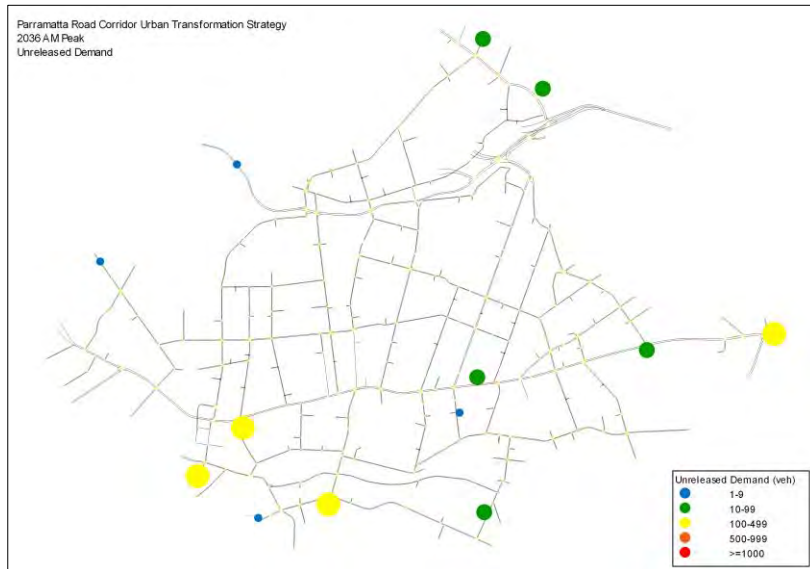 Parramatta Road Corridor Urban Transformation Strategy
2036 AM Peak
Unreleased Demand
Unreleased Demand (veh)
1-9
10-99
100-499
500-999
>=1000